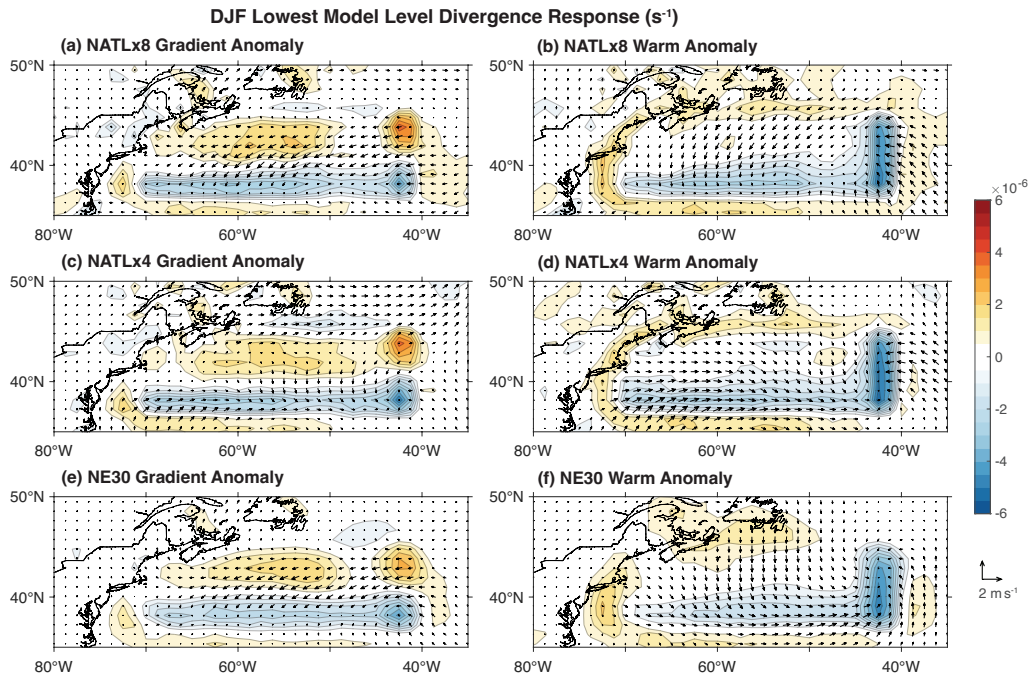 DJF Lowest Model Level Divergence Response (s⁻¹)
(a) NATLx8 Gradient Anomaly
(b) NATLx8 Warm Anomaly
50°N
50°N
40°N
40°N
80°W
60°W
40°W
80°W
60°W
40°W
(c) NATLx4 Gradient Anomaly
(d) NATLx4 Warm Anomaly
50°N
50°N
40°N
40°N
80°W
60°W
40°W
80°W
60°W
40°W
(e) NE30 Gradient Anomaly
(f) NE30 Warm Anomaly
50°N
50°N
40°N
40°N
80°W
60°W
40°W
80°W
60°W
40°W
×10⁻⁶
6
4
2
0
-2
-4
-6
2 m s⁻¹